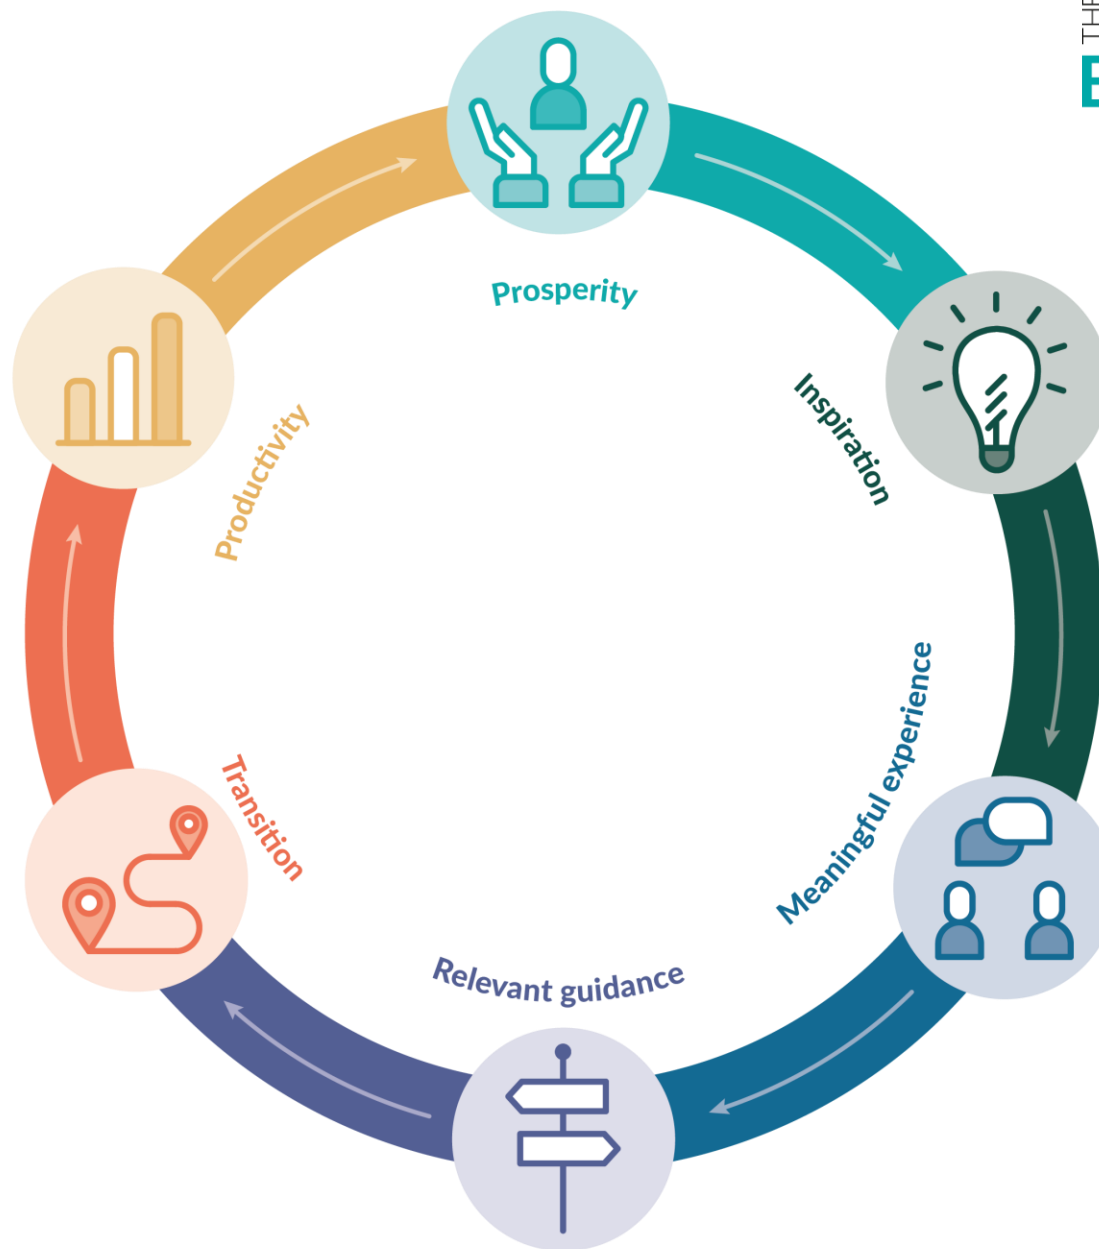 Prosperity
Inspiration
Meaningful experience
Relevant guidance
Transition
Productivity